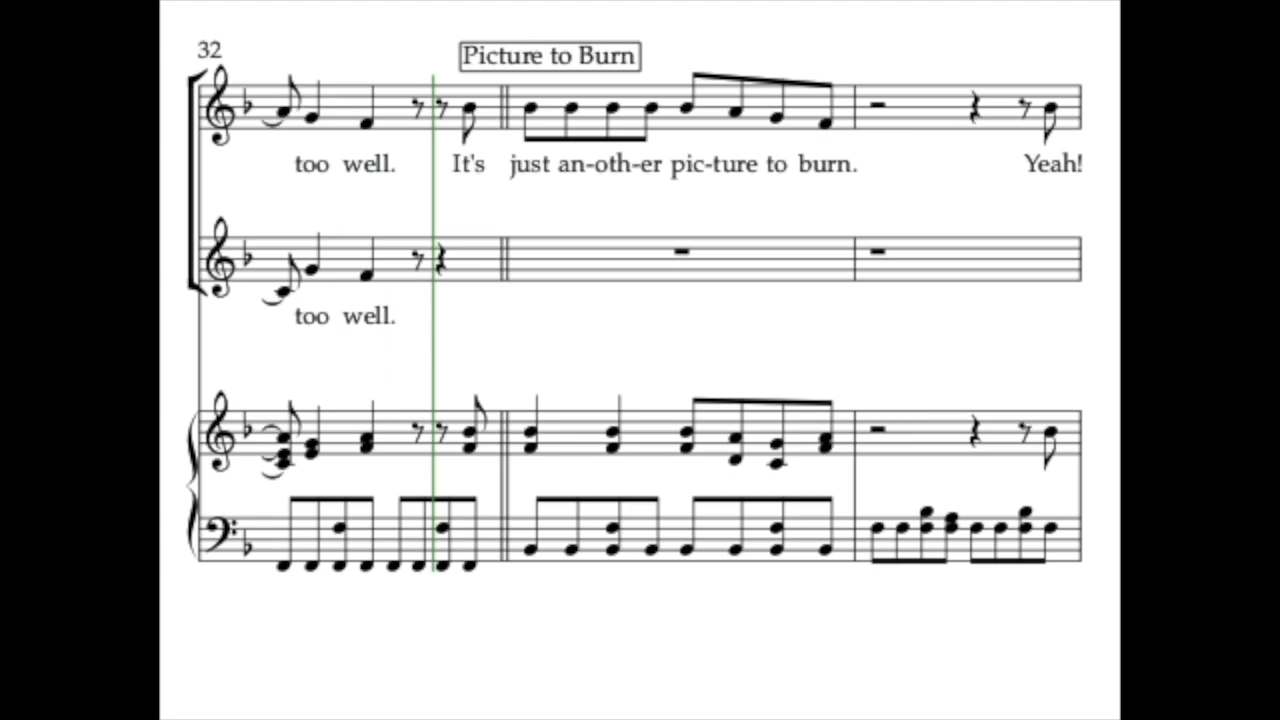 32
Picture to Burn
too well. It's just an-oth-er pic-ture to burn. Yeah!
too well.